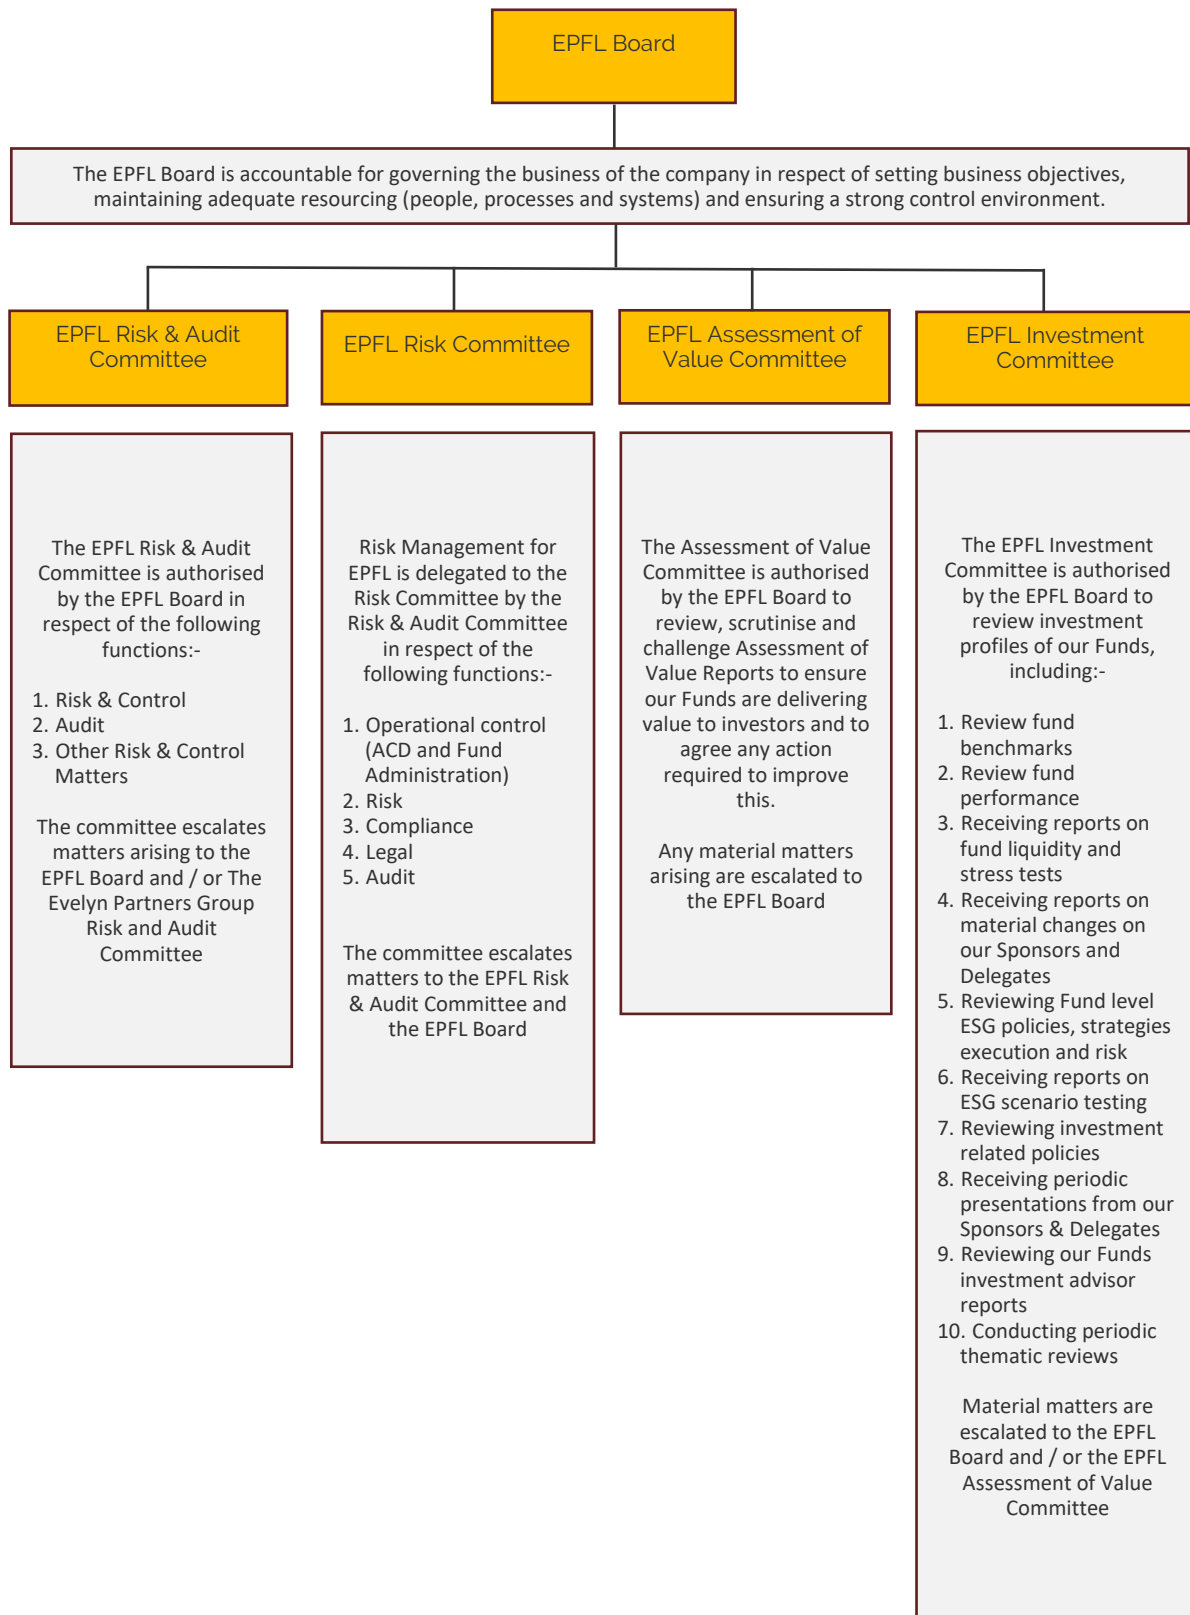 EPFL Board
The EPFL Board is accountable for governing the business of the company in respect of setting business objectives,
maintaining adequate resourcing (people, processes and systems) and ensuring a strong control environment.
EPFL Risk & Audit
Committee
The EPFL Risk & Audit
Committee is authorised
by the EPFL Board in
respect of the following
functions:-
1. Risk & Control
2. Audit
3. Other Risk & Control
Matters
The committee escalates
matters arising to the
EPFL Board and / or The
Evelyn Partners Group
Risk and Audit
Committee
EPFL Risk Committee
Risk Management for
EPFL is delegated to the
Risk Committee by the
Risk & Audit Committee
in respect of the
following functions:-
1. Operational control
(ACD and Fund
Administration)
2. Risk
3. Compliance
4. Legal
5. Audit
The committee escalates
matters to the EPFL Risk
& Audit Committee and
the EPFL Board
EPFL Assessment of
Value Committee
The Assessment of Value
Committee is authorised
by the EPFL Board to
review, scrutinise and
challenge Assessment of
Value Reports to ensure
our Funds are delivering
value to investors and to
agree any action
required to improve
this.
Any material matters
arising are escalated to
the EPFL Board
EPFL Investment
Committee
The EPFL Investment
Committee is authorised
by the EPFL Board to
review investment
profiles of our Funds,
including:-
1. Review fund
benchmarks
2. Review fund
performance
3. Receiving reports on
fund liquidity and
stress tests
4. Receiving reports on
material changes on
our Sponsors and
Delegates
5. Reviewing Fund level
ESG policies, strategies
execution and risk
6. Receiving reports on
ESG scenario testing
7. Reviewing investment
related policies
8. Receiving periodic
presentations from our
Sponsors & Delegates
9. Reviewing our Funds
investment advisor
reports
10. Conducting periodic
thematic reviews
Material matters are
escalated to the EPFL
Board and / or the EPFL
Assessment of Value
Committee